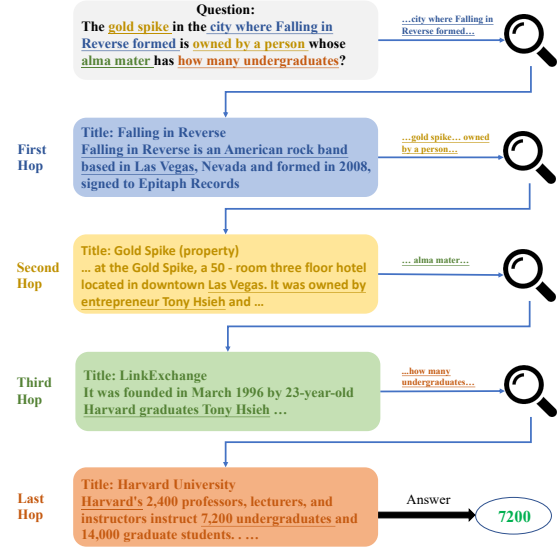 Question:
The gold spike in the city where Falling in
Reverse formed is owned by a person whose
alma mater has how many undergraduates?
…city where Falling in
Reverse formed…
First
Hop
Title: Falling in Reverse
Falling in Reverse is an American rock band
based in Las Vegas, Nevada and formed in 2008,
signed to Epitaph Records
…gold spike… owned
by a person…
Second
Hop
Title: Gold Spike (property)
... at the Gold Spike, a 50 - room three floor hotel
located in downtown Las Vegas. It was owned by
entrepreneur Tony Hsieh and ...
… alma mater…
Third
Hop
Title: LinkExchange
It was founded in March 1996 by 23-year-old
Harvard graduates Tony Hsieh …
...how many
undergraduates…
Last
Hop
Title: Harvard University
Harvard's 2,400 professors, lecturers, and
instructors instruct 7,200 undergraduates and
14,000 graduate students. . …
Answer
7200